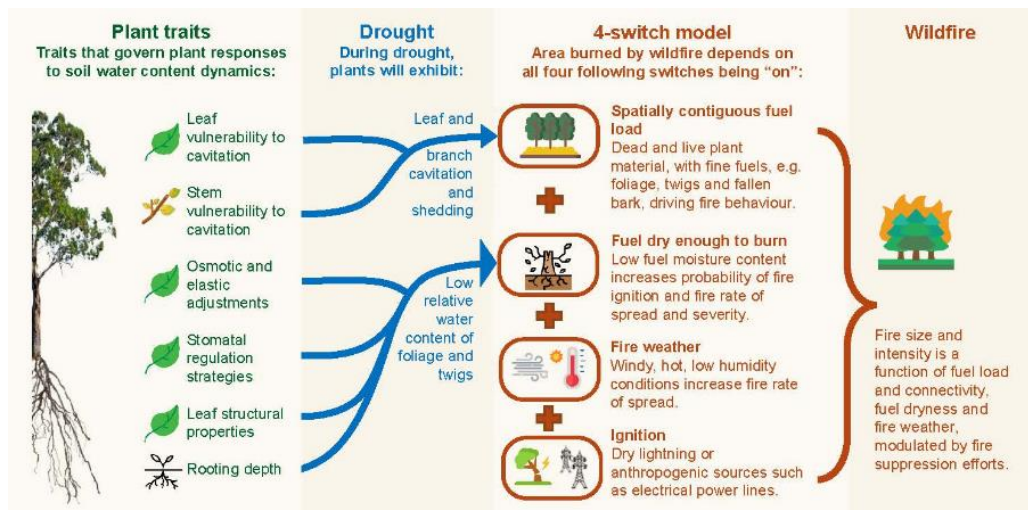 Plant traits
Traits that govern plant responses
to soil water content dynamics:
Leaf
vulnerability to
cavitation
Stem
vulnerability to
cavitation
Osmotic and
elastic
adjustments
Stomatal
regulation
strategies
Leaf structural
properties
Rooting depth
Drought
During drought,
plants will exhibit:
Leaf and
branch
cavitation
and
shedding
Low
relative
water
content of
foliage and
twigs
4-switch model
Area burned by wildfire depends on
all four following switches being “on”:
Spatially contiguous fuel
load
Dead and live plant
material, with fine fuels, e.g.
foliage, twigs and fallen
bark, driving fire behaviour.
Fuel dry enough to burn
Low fuel moisture content
increases probability of fire
ignition and fire rate of
spread and severity.
Fire weather
Windy, hot, low humidity
conditions increase fire rate
of spread.
Ignition
Dry lightning or
anthropogenic sources such
as electrical power lines.
Wildfire
Fire size and
intensity is a
function of fuel load
and connectivity,
fuel dryness and
fire weather,
modulated by fire
suppression efforts.